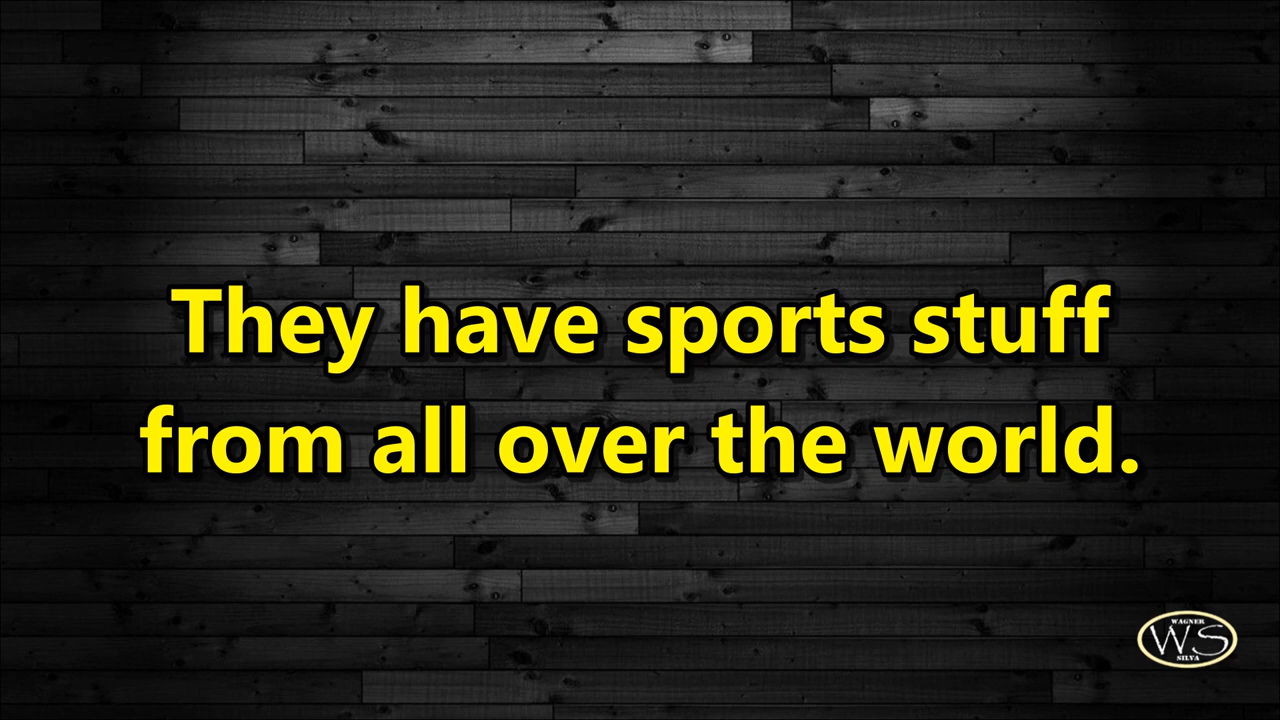 They have sports stuff
from all over the world.
WAGNER
WS
SILVA